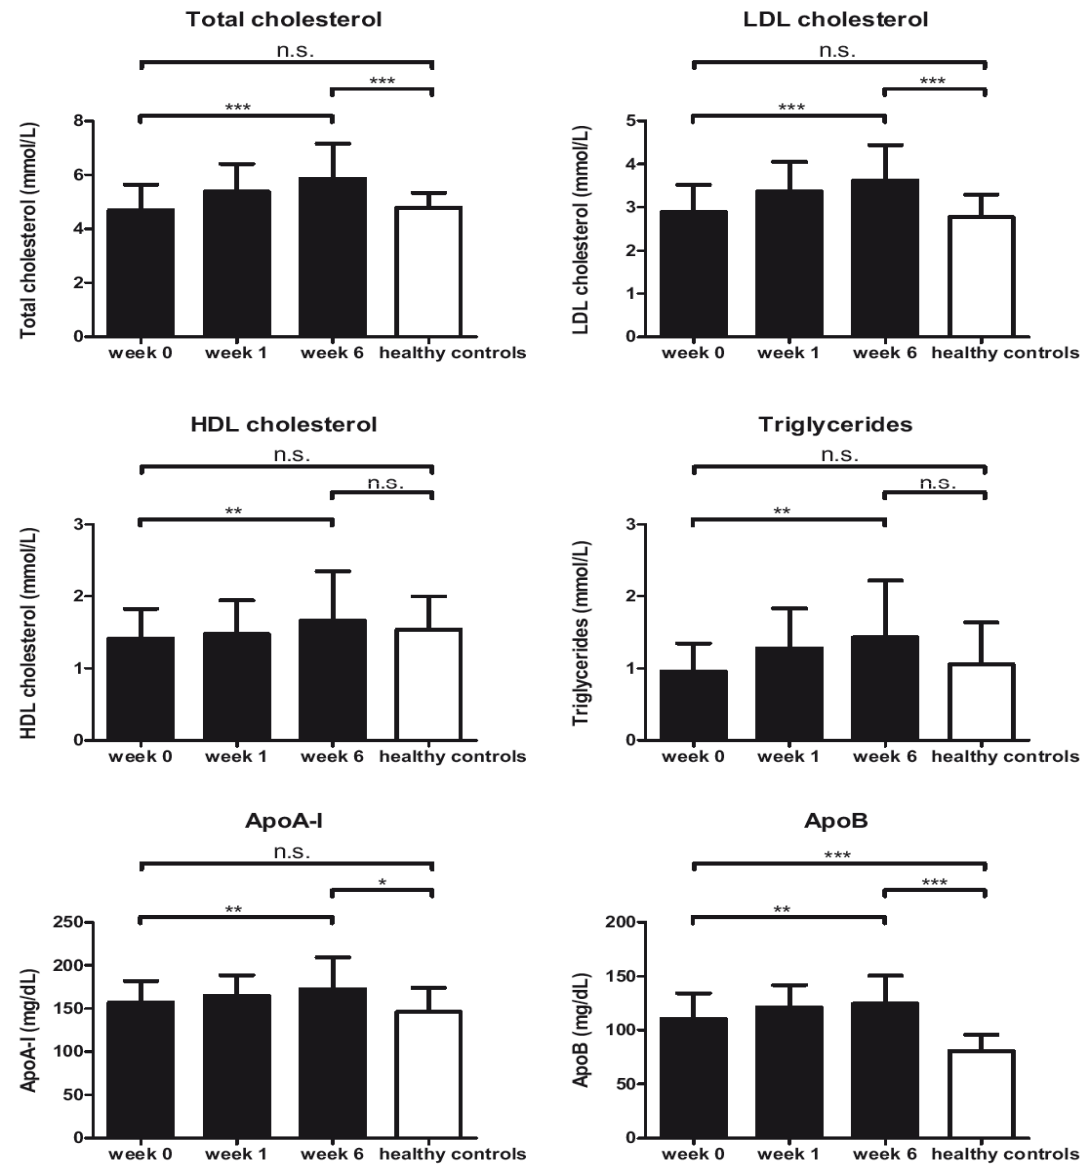 Total cholesterol
n.s.
***
***
Total cholesterol (mmol/L)
8
6
4
2
0
week 0 week 1 week 6 healthy controls
LDL cholesterol
n.s.
***
***
LDL cholesterol (mmol/L)
5
4
3
2
1
0
week 0 week 1 week 6 healthy controls
HDL cholesterol
n.s.
n.s.
**
HDL cholesterol (mmol/L)
3
2
1
0
week 0 week 1 week 6 healthy controls
Triglycerides
n.s.
n.s.
**
Triglycerides (mmol/L)
3
2
1
0
week 0 week 1 week 6 healthy controls
ApoA-I
n.s.
*
**
ApoA-I (mg/dL)
250
200
150
100
50
0
week 0 week 1 week 6 healthy controls
ApoB
***
***
**
ApoB (mg/dL)
200
150
100
50
0
week 0 week 1 week 6 healthy controls